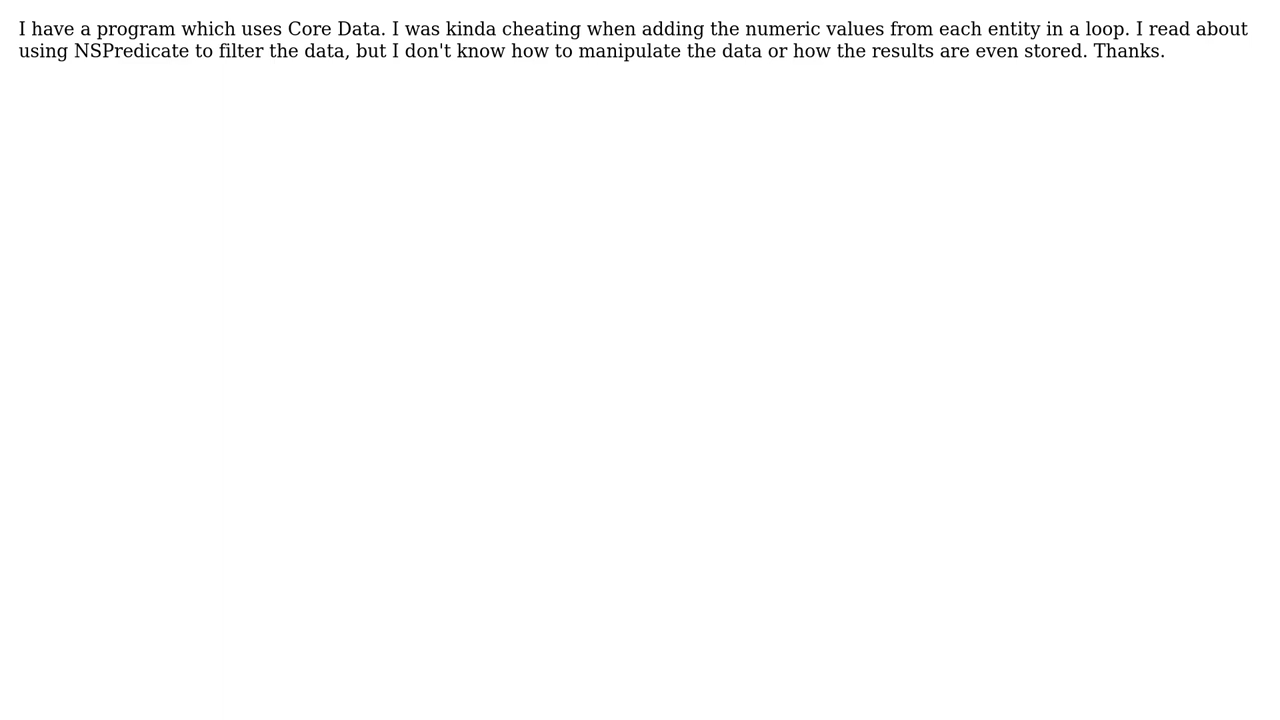 I have a program which uses Core Data. I was kinda cheating when adding the numeric values from each entity in a loop. I read about
using NSPredicate to filter the data, but I don't know how to manipulate the data or how the results are even stored. Thanks.